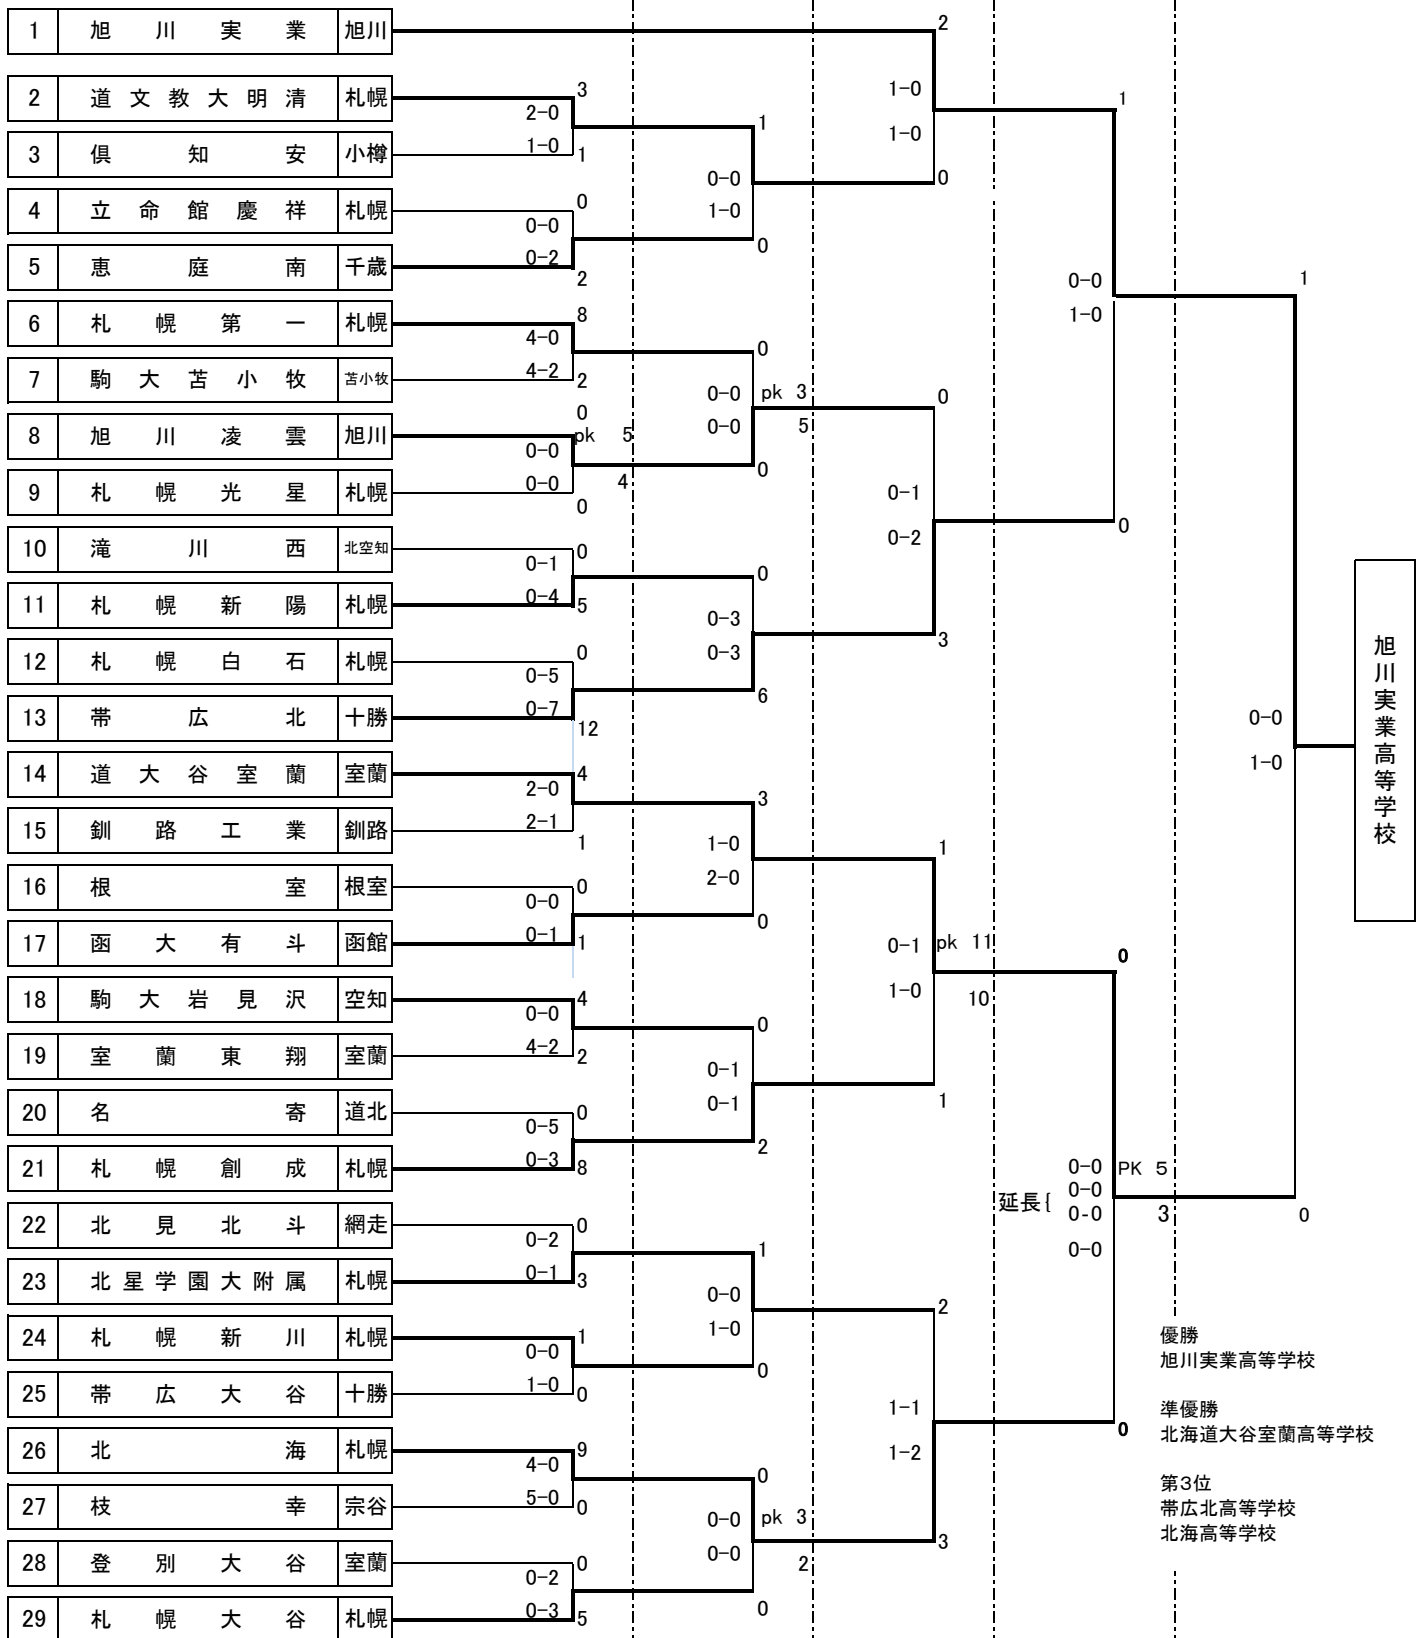 1 旭川実業 旭川
2 道文教大明清 札幌
3 倶知安 小樽
4 立命館慶祥 札幌
5 恵庭南 千歳
6 札幌第一 札幌
7 駒大苫小牧 苫小牧
8 旭川凌雲 旭川
9 札幌光星 札幌
10 滝川西 北空知
11 札幌新陽 札幌
12 札幌白石 札幌
13 帯広北 十勝
14 道大谷室蘭 室蘭
15 釧路工業 釧路
16 根室 根室
17 函大有斗 函館
18 駒大岩見沢 空知
19 室蘭東翔 室蘭
20 名寄 道北
21 札幌創成 札幌
22 北見北斗 網走
23 北星学園大附属 札幌
24 札幌新川 札幌
25 帯広大谷 十勝
26 北海 札幌
27 枝幸 宗谷
28 登別大谷 室蘭
29 札幌大谷 札幌
3
2-0
1-0
1
0
0-0
0-2
2
8
4-0
4-2
2
0
pk 5
0-0
0-0
4
0
0
0-1
0-4
5
0
0-5
0-7
12
4
2-0
2-1
1
0
0-0
0-1
1
4
0-0
4-2
2
0
0-5
0-3
8
0
0-2
0-1
3
1
0-0
1-0
0
9
4-0
5-0
0
0
0-2
0-3
5
1
0-0
1-0
0
0
0-0
pk 3
0-0
5
0
0
0-3
0-3
6
3
1-0
2-0
0
0
0-1
0-1
2
1
0-0
1-0
0
0
0-0
pk 3
0-0
2
0
2
1-0
1-0
0
0
0-1
0-2
3
1
0-1
pk 11
1-0
10
1
2
1-1
1-2
3
1
0-0
1-0
0
0
0-0
PK 5
0-0
延長{
0-0
3
0-0
0
1
0-0
1-0
0
旭川実業高等学校
優勝
旭川実業高等学校
準優勝
北海道大谷室蘭高等学校
第3位
帯広北高等学校
北海高等学校